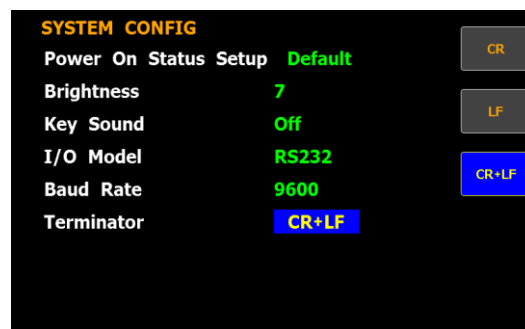 SYSTEM CONFIG
Power On Status Setup Default
Brightness 7
Key Sound Off
I/O Model RS232
Baud Rate 9600
Terminator CR+LF
CR
LF
CR+LF